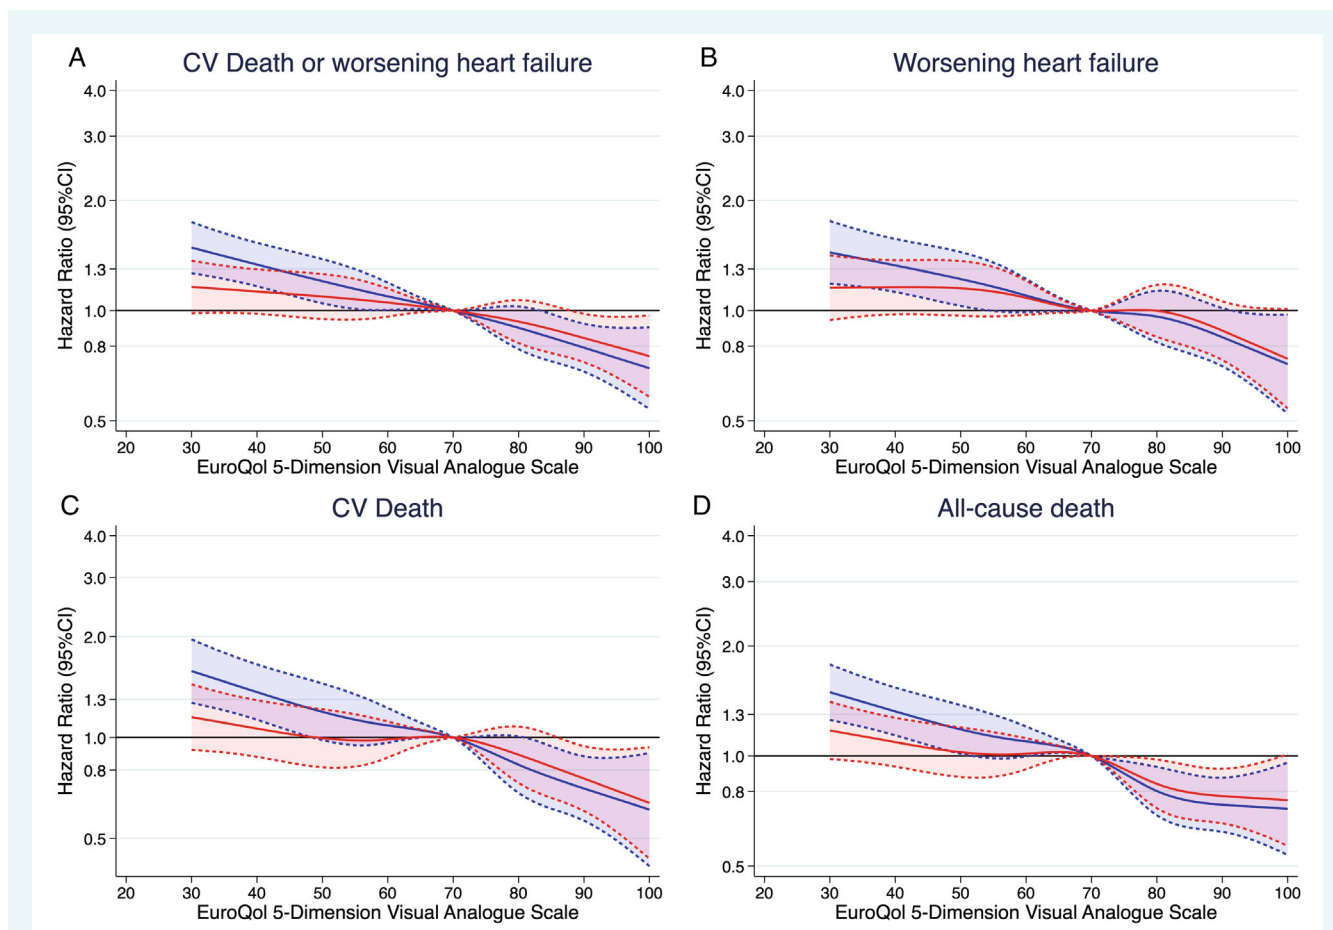 A
CV Death or worsening heart failure
Hazard Ratio (95%CI)
4.0
3.0
2.0
1.3
1.0
0.8
0.5
20 30 40 50 60 70 80 90 100
EuroQol 5-Dimension Visual Analogue Scale
B
Worsening heart failure
Hazard Ratio (95%CI)
4.0
3.0
2.0
1.3
1.0
0.8
0.5
20 30 40 50 60 70 80 90 100
EuroQol 5-Dimension Visual Analogue Scale
C
CV Death
Hazard Ratio (95%CI)
4.0
3.0
2.0
1.3
1.0
0.8
0.5
20 30 40 50 60 70 80 90 100
EuroQol 5-Dimension Visual Analogue Scale
D
All-cause death
Hazard Ratio (95%CI)
4.0
3.0
2.0
1.3
1.0
0.8
0.5
20 30 40 50 60 70 80 90 100
EuroQol 5-Dimension Visual Analogue Scale